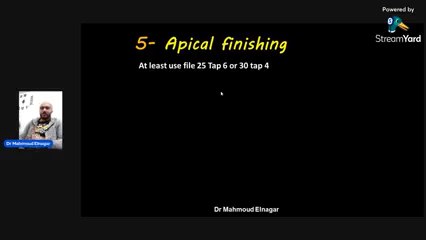 Powered by
StreamYard
5- Apical finishing
At least use file 25 Tap 6 or 30 tap 4
Dr Mahmoud Elnagar
Dr Mahmoud Elnagar